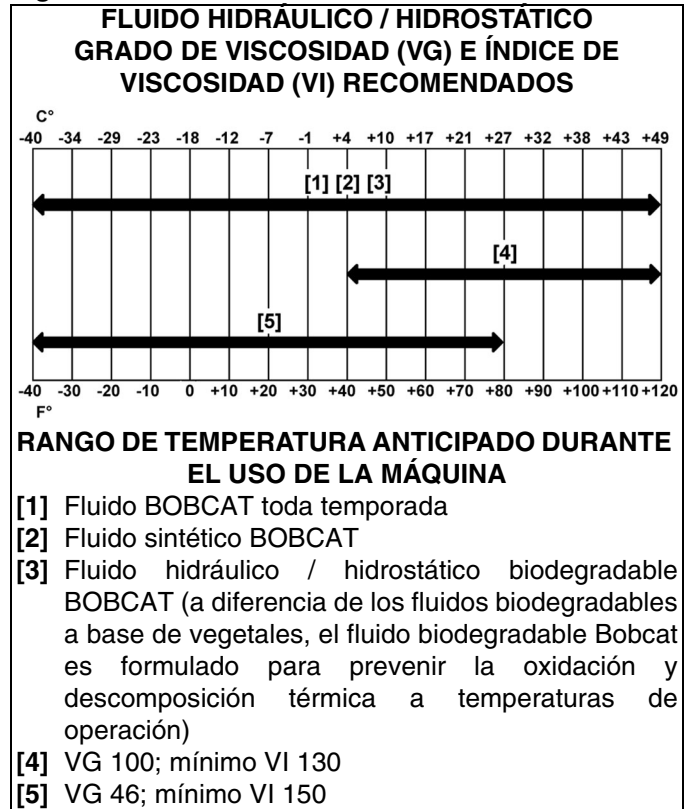 FLUIDO HIDRÁULICO / HIDROSTÁTICO
GRADO DE VISCOSIDAD (VG) E ÍNDICE DE
VISCOSIDAD (VI) RECOMENDADOS
C°
-40 -34 -29 -23 -18 -12 -7 -1 +4 +10 +17 +21 +27 +32 +38 +43 +49
[1] [2] [3]
[4]
[5]
-40 -30 -20 -10 0 +10 +20 +30 +40 +50 +60 +70 +80 +90 +100 +110 +120
F°
RANGO DE TEMPERATURA ANTICIPADO DURANTE
EL USO DE LA MÁQUINA
[1] Fluido BOBCAT toda temporada
[2] Fluido sintético BOBCAT
[3] Fluido hidráulico / hidrostático biodegradable
BOBCAT (a diferencia de los fluidos biodegradables
a base de vegetales, el fluido biodegradable Bobcat
es formulado para prevenir la oxidación y
descomposición térmica a temperaturas de
operación)
[4] VG 100; mínimo VI 130
[5] VG 46; mínimo VI 150